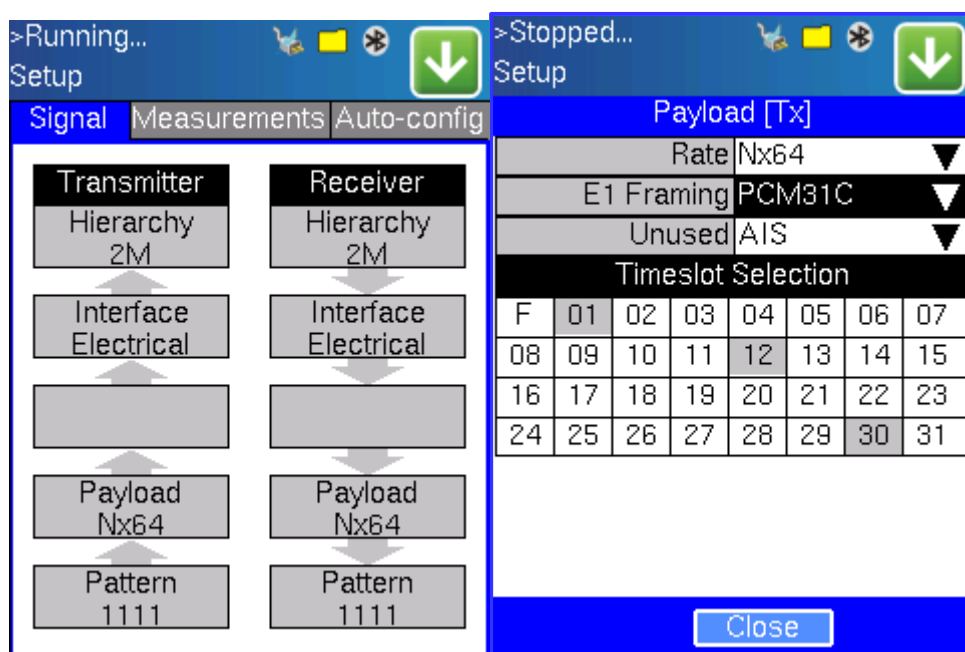 >Running...
Setup
Signal Measurements Auto-config
Transmitter Receiver
Hierarchy Hierarchy
2M 2M
Interface Interface
Electrical Electrical
Payload Payload
Nx64 Nx64
Pattern Pattern
1111 1111
>Stopped...
Setup
Payload [Tx]
Rate Nx64
E1 Framing PCM31C
Unused AIS
Timeslot Selection
F 01 02 03 04 05 06 07
08 09 10 11 12 13 14 15
16 17 18 19 20 21 22 23
24 25 26 27 28 29 30 31
Close